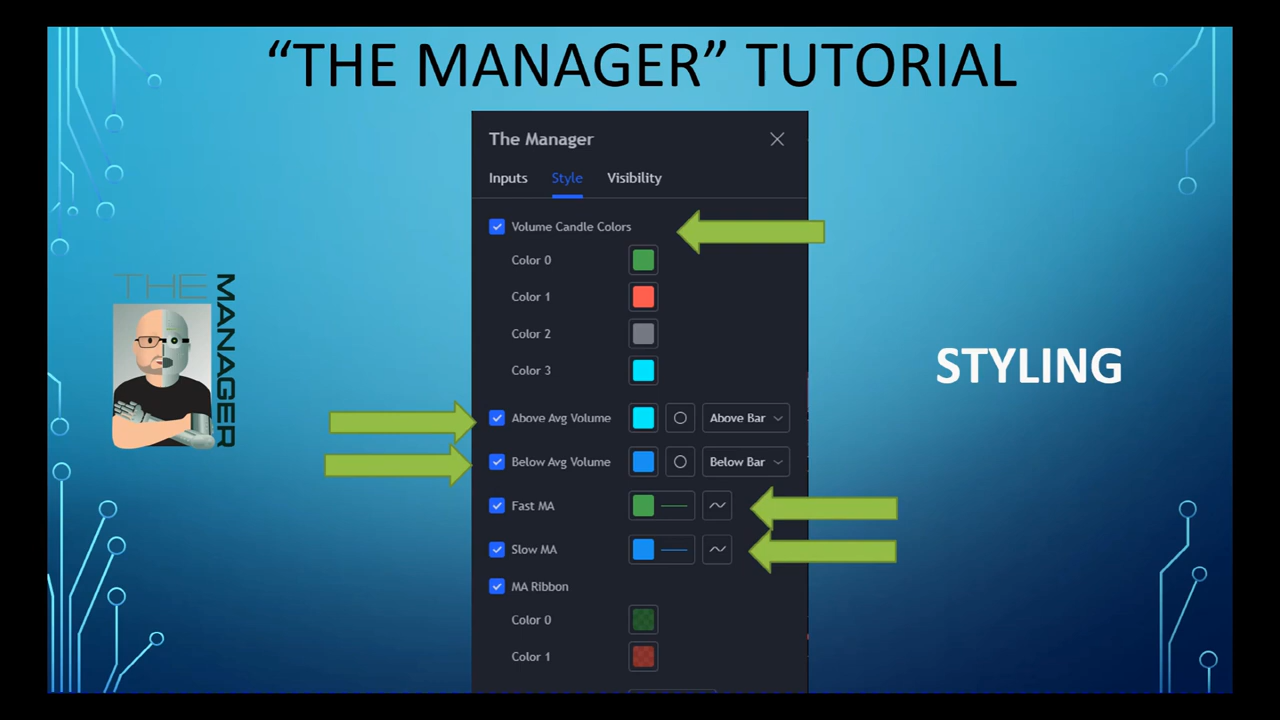 “THE MANAGER” TUTORIAL
The Manager
Inputs Style Visibility
Volume Candle Colors
Color 0
Color 1
Color 2
Color 3
Above Avg Volume Above Bar
Below Avg Volume Below Bar
Fast MA
Slow MA
MA Ribbon
Color 0
Color 1
THE
MANAGER
STYLING